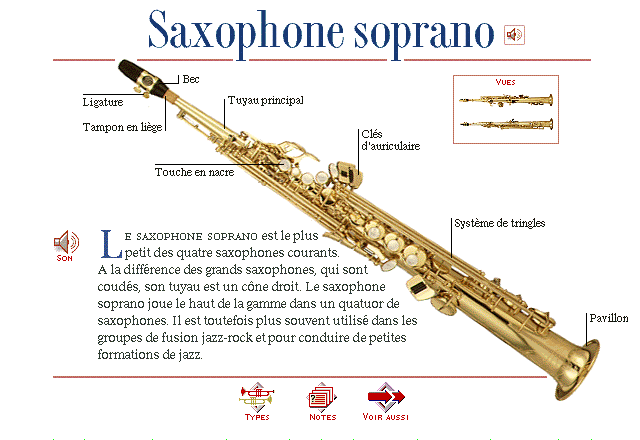 Saxophone soprano
Bec
Ligature
Tuyau principal
Tampon en liège
Clés
d'auriculaire
Touche en nacre
VUES
Système de tringles
Pavillon
SON
LE SAXOPHONE SOPRANO est le plus
petit des quatre saxophones courants.
A la différence des grands saxophones, qui sont
coudés, son tuyau est un cône droit. Le saxophone
soprano joue le haut de la gamme dans un quatuor de
saxophones. Il est toutefois plus souvent utilisé dans les
groupes de fusion jazz-rock et pour conduire de petites
formations de jazz.
TYPES
NOTES
VOIR AUSSI